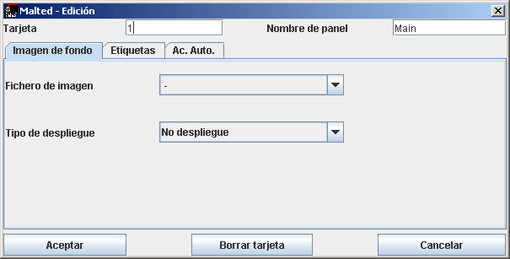 Malted - Edición
Tarjeta 1 Nombre de panel Main
Imagen de fondo Etiquetas Ac. Auto.
Fichero de imagen -
Tipo de despliegue No despliegue
Aceptar Borrar tarjeta Cancelar